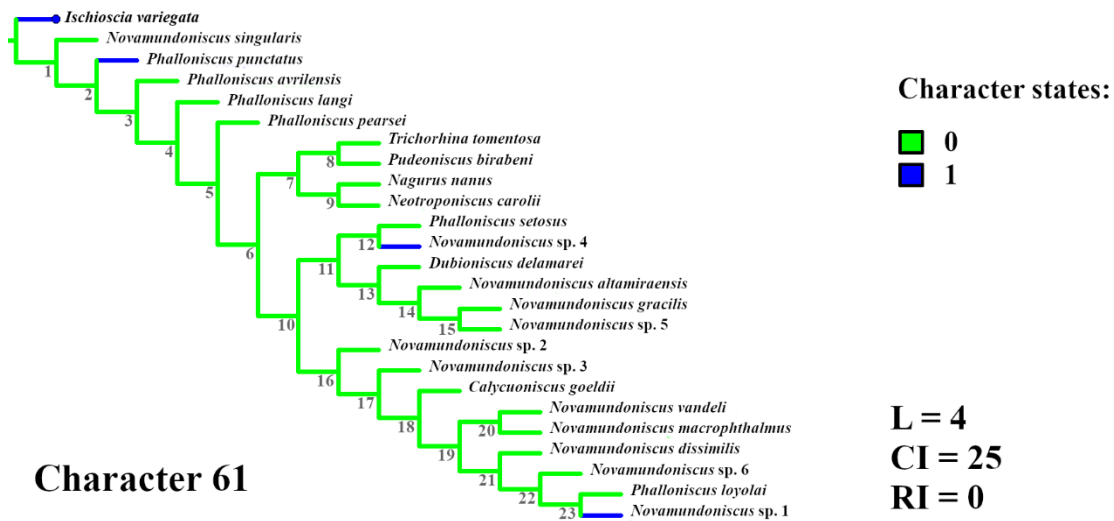 Ischioscia variegata
Novamundoniscus singularis
1
Phalloniscus punctatus
2
Phalloniscus avrilensis
3
Phalloniscus langi
4
Phalloniscus pearsei
5
Trichorhina tomentosa
8
Pudeoniscus birabeni
7
Nagurus nanus
9
Neotroponiscus carolii
6
Phalloniscus setosus
12
Novamundoniscus sp. 4
11
Dubioniscus delamarei
13
Novamundoniscus altamiraensis
14
Novamundoniscus gracilis
15
Novamundoniscus sp. 5
10
Novamundoniscus sp. 2
16
Novamundoniscus sp. 3
17
Calycuoniscus goeldii
18
Novamundoniscus vandeli
20
Novamundoniscus macrophthalmus
19
Novamundoniscus dissimilis
21
Novamundoniscus sp. 6
22
Phalloniscus loyolai
23
Novamundoniscus sp. 1
Character states:
0
1
L = 4
CI = 25
RI = 0
Character 61